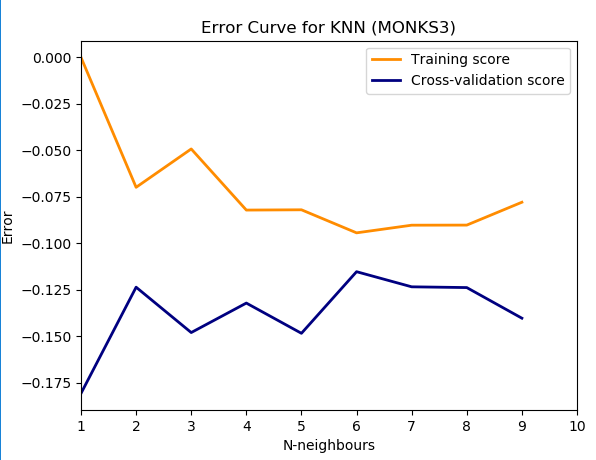 Error Curve for KNN (MONKS3)
Training score
Cross-validation score
0.000
−0.025
−0.050
−0.075
−0.100
−0.125
−0.150
−0.175
Error
1 2 3 4 5 6 7 8 9 10
N-neighbours